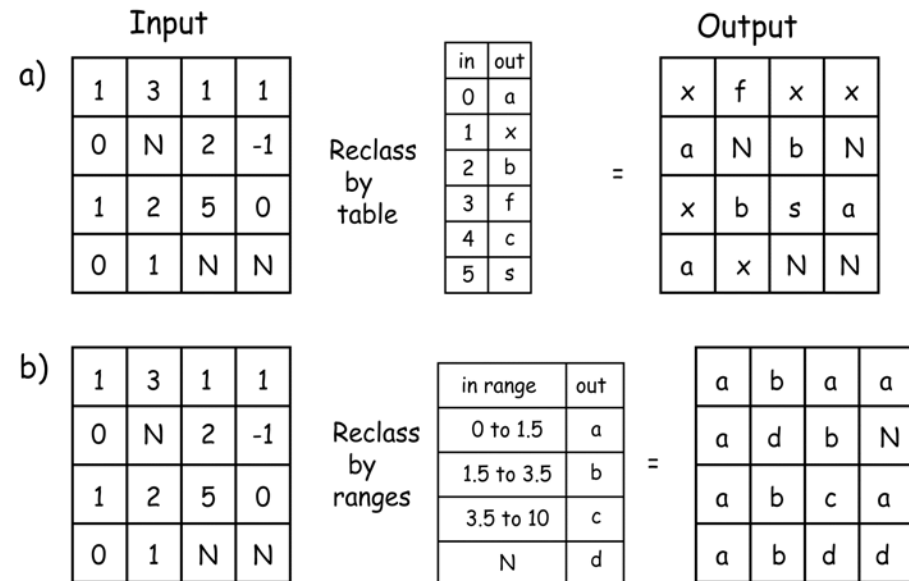 Input
Output
a)
1 3 1 1
0 N 2 -1
1 2 5 0
0 1 N N
Reclass
by
table
in out
0 a
1 x
2 b
3 f
4 c
5 s
=
x f x x
a N b N
x b s a
a x N N
b)
1 3 1 1
0 N 2 -1
1 2 5 0
0 1 N N
Reclass
by
ranges
in range out
0 to 1.5 a
1.5 to 3.5 b
3.5 to 10 c
N d
=
a b a a
a d b N
a b c a
a b d d